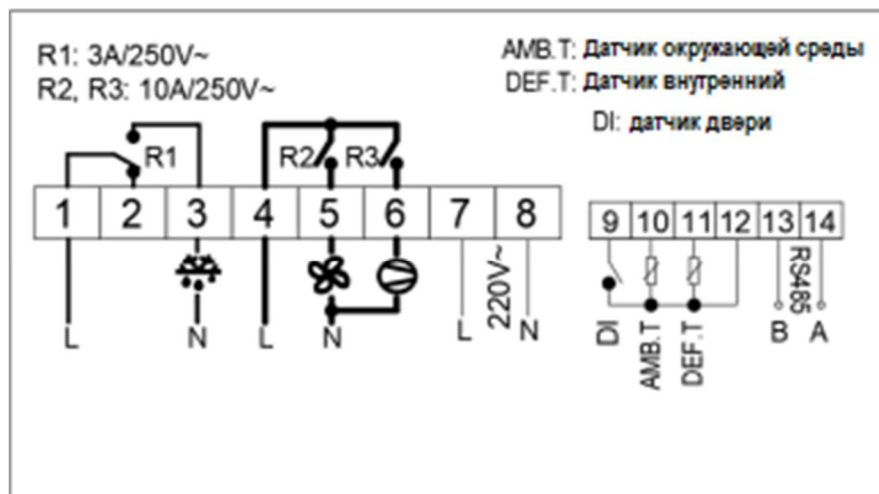 R1: 3A/250V~
R2, R3: 10A/250V~
AMB.T: Датчик окружающей среды
DEF.T: Датчик внутренний
DI: датчик двери
R1
R2
R3
1 2 3 4 5 6 7 8
9 10 11 12 13 14
L N L N L 220V~ N
DI AMB.T DEF.T B RS485 A